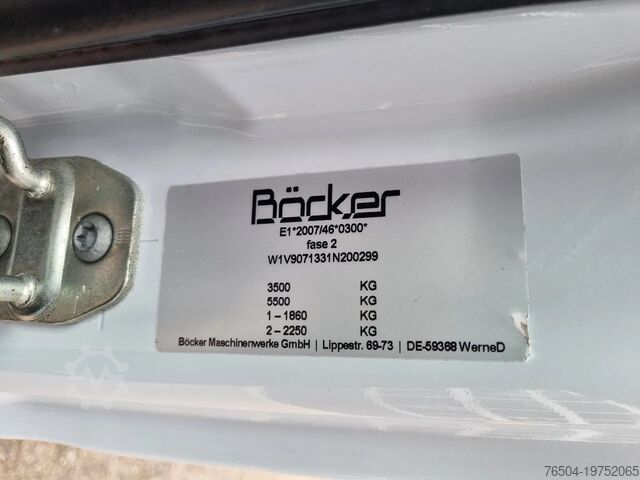 Böcker
E1*2007/46*0300*
fase 2
W1V9071331N200299
3500 KG
5500 KG
1 – 1860 KG
2 – 2250 KG
Böcker Maschinenwerke GmbH | Lippestr. 69-73 | DE-59368 WerneD
76504-19752065